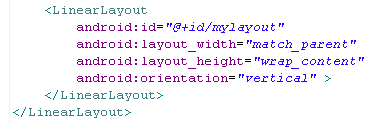 <LinearLayout
android:id="@+id/mylayout"
android:layout_width="match_parent"
android:layout_height="wrap_content"
android:orientation="vertical" >
</LinearLayout>
</LinearLayout>